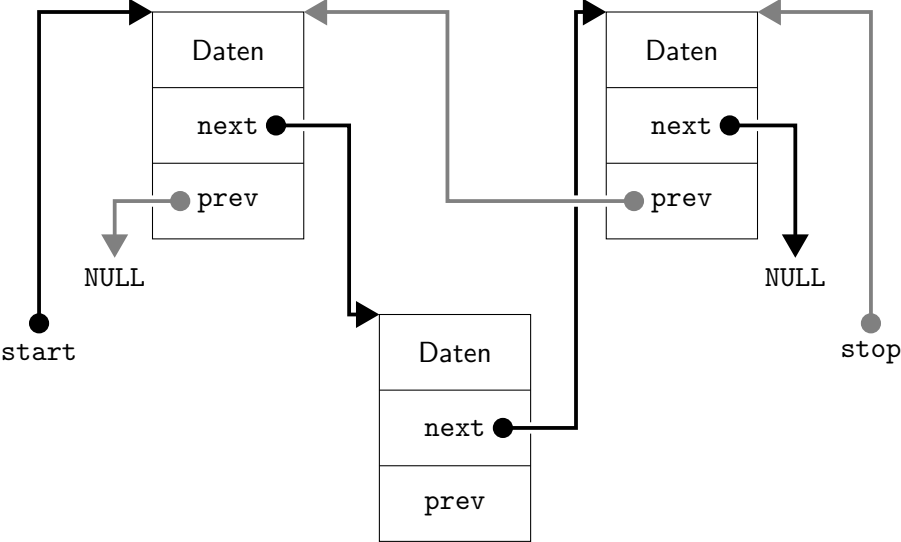 Daten
next
prev
NULL
start
Daten
next
prev
NULL
stop
Daten
next
prev